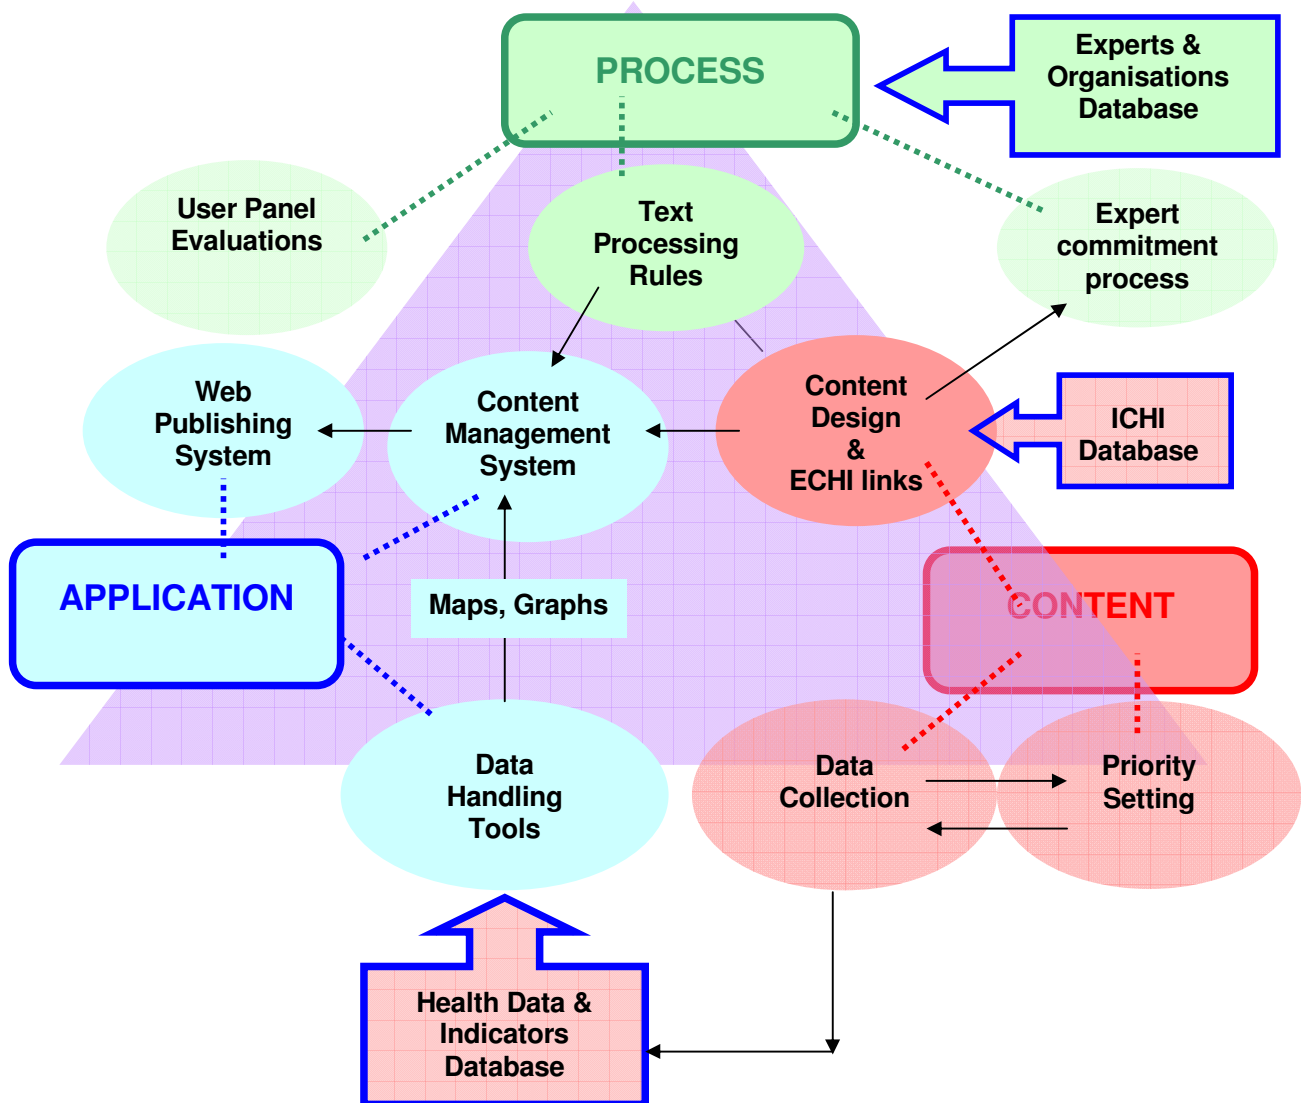 PROCESS
Experts &
Organisations
Database
User Panel
Evaluations
Text
Processing
Rules
Expert
commitment
process
Web
Publishing
System
Content
Management
System
Content
Design
&
ECHI links
ICHI
Database
APPLICATION
Maps, Graphs
CONTENT
Data
Handling
Tools
Data
Collection
Priority
Setting
Health Data &
Indicators
Database